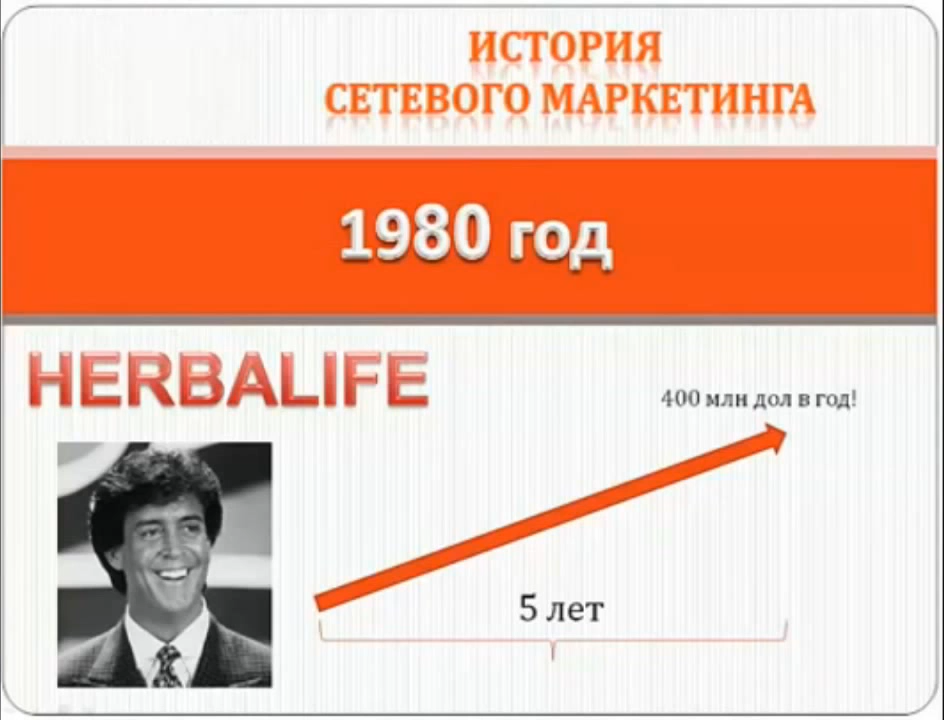 ИСТОРИЯ
СЕТЕВОГО МАРКЕТИНГА
1980 год
HERBALIFE
400 млн дол в год!
5 лет